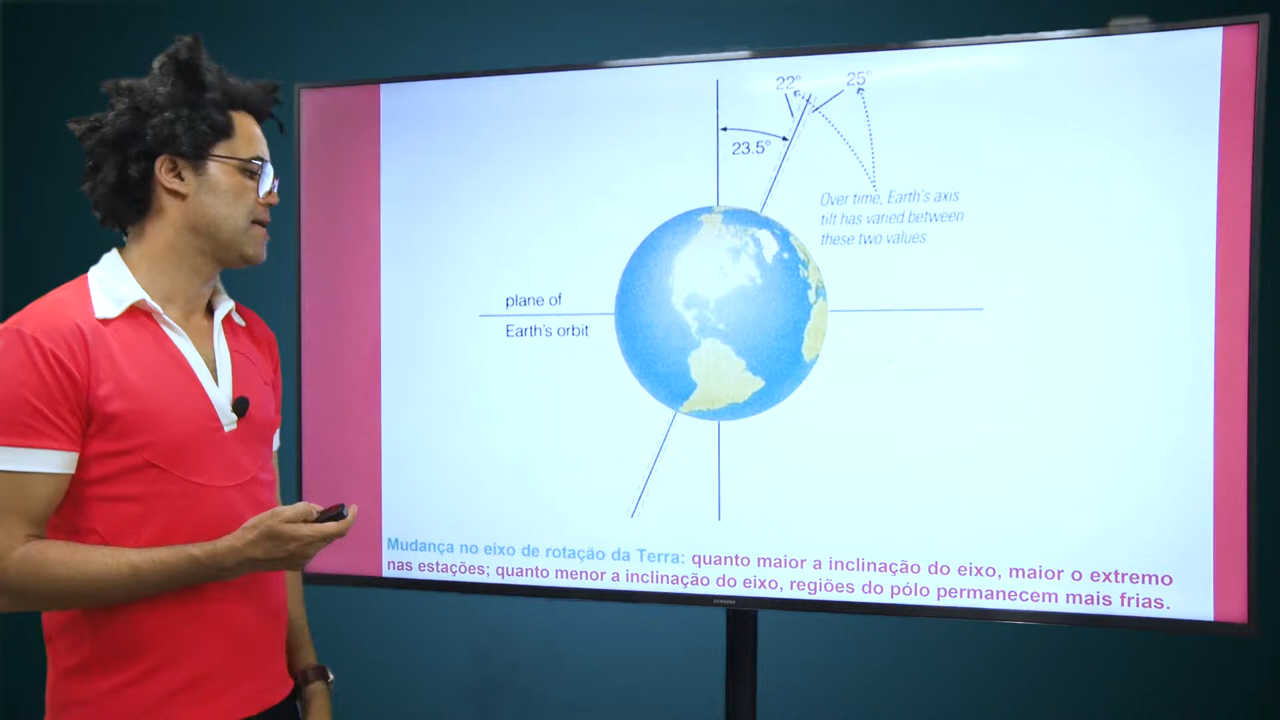 22°
25°
23.5°
Over time, Earth's axis
tilt has varied between
these two values.
plane of
Earth's orbit
Mudança no eixo de rotação da Terra: quanto maior a inclinação do eixo, maior o extremo
nas estações; quanto menor a inclinação do eixo, regiões do pólo permanecem mais frias.
SAMSUNG